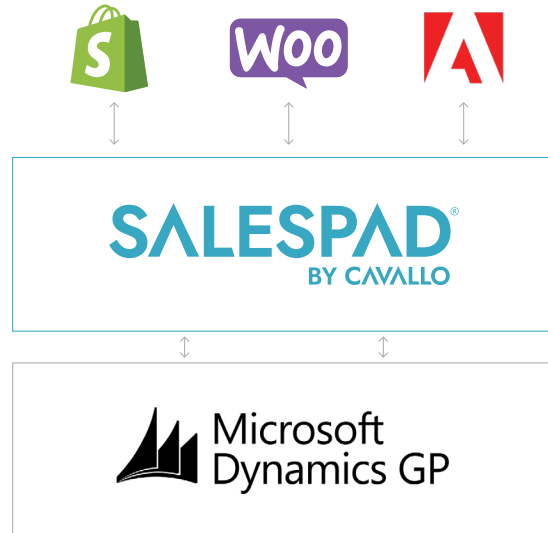 S
WOO
SALESPAD®
BY CAVALLO
Microsoft
Dynamics GP